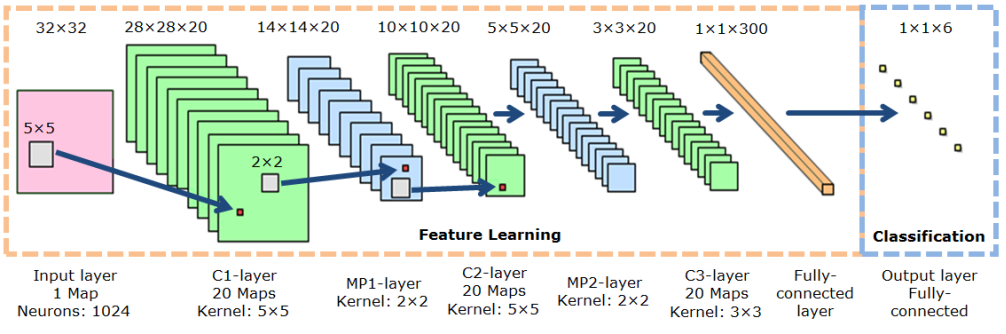 32×32
28×28×20
14×14×20
10×10×20
5×5×20
3×3×20
1×1×300
1×1×6
5×5
2×2
Feature Learning
Classification
Input layer
1 Map
Neurons: 1024
C1-layer
20 Maps
Kernel: 5×5
MP1-layer
Kernel: 2×2
C2-layer
20 Maps
Kernel: 5×5
MP2-layer
Kernel: 2×2
C3-layer
20 Maps
Kernel: 3×3
Fully-
connected
layer
Output layer
Fully-
connected